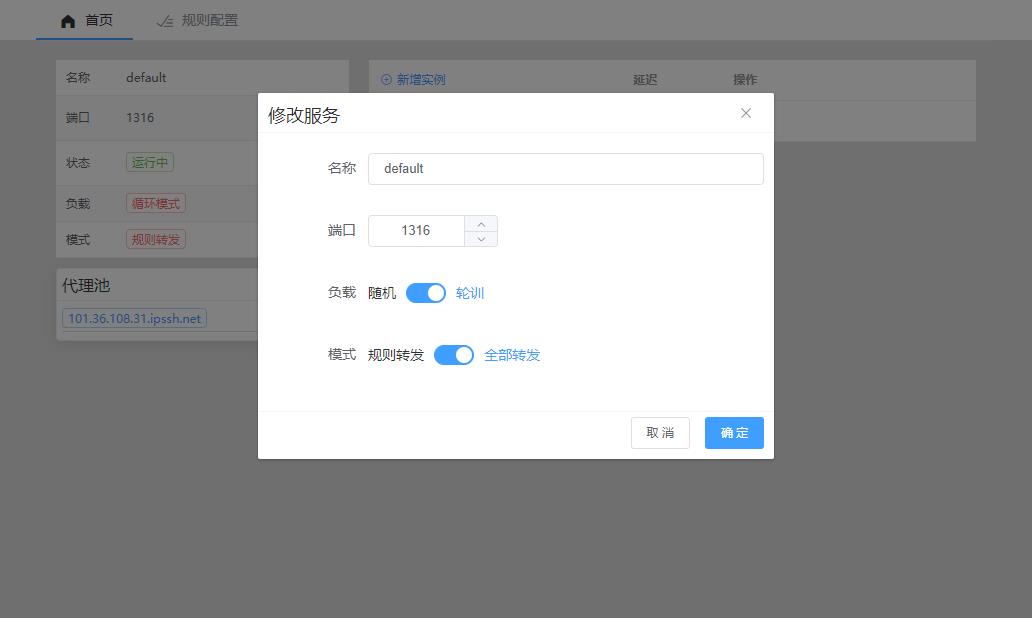 首页 规则配置
名称 default
端口 1316
状态 运行中
负载 循环模式
模式 规则转发
代理池
101.36.108.31.ipssh.net
新增实例 延迟 操作
修改服务
名称 default
端口 1316
负载 随机 轮训
模式 规则转发 全部转发
取消 确定